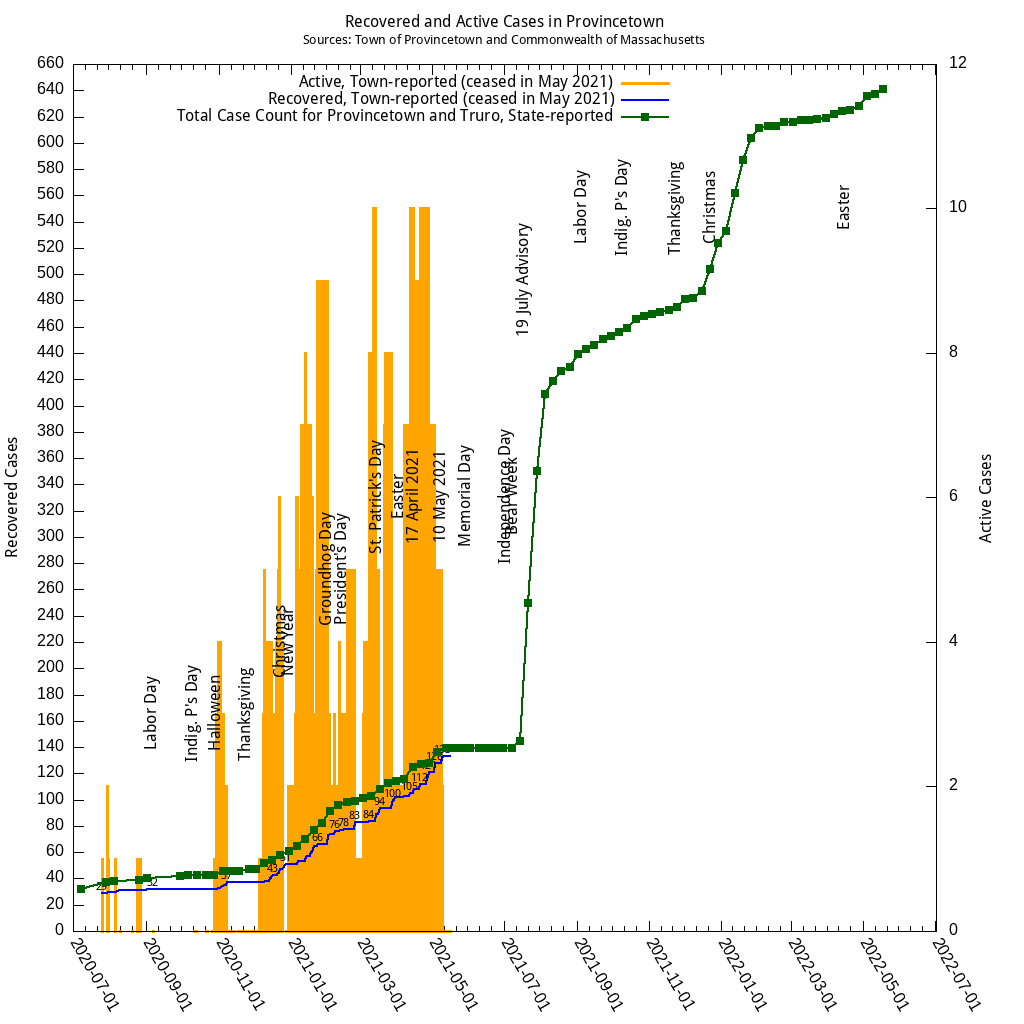 Recovered and Active Cases in Provincetown
Sources: Town of Provincetown and Commonwealth of Massachusetts
Active, Town-reported (ceased in May 2021)
Recovered, Town-reported (ceased in May 2021)
Total Case Count for Provincetown and Truro, State-reported
Recovered Cases
660
640
620
600
580
560
540
520
500
480
460
440
420
400
380
360
340
320
300
280
260
240
220
200
180
160
140
120
100
80
60
40
20
0
Active Cases
12
10
8
6
4
2
0
Labor Day
Indig. P's Day
Halloween
Thanksgiving
Christmas
New Year
Groundhog Day
President's Day
St. Patrick's Day
Easter
17 April 2021
10 May 2021
Memorial Day
Independence Day
Bear Week
19 July Advisory
Labor Day
Indig. P's Day
Thanksgiving
Christmas
Easter
32
43
66
76
78
83
84
94
100
105
112
2020-07-01
2020-09-01
2020-11-01
2021-01-01
2021-03-01
2021-05-01
2021-07-01
2021-09-01
2021-11-01
2022-01-01
2022-03-01
2022-05-01
2022-07-01